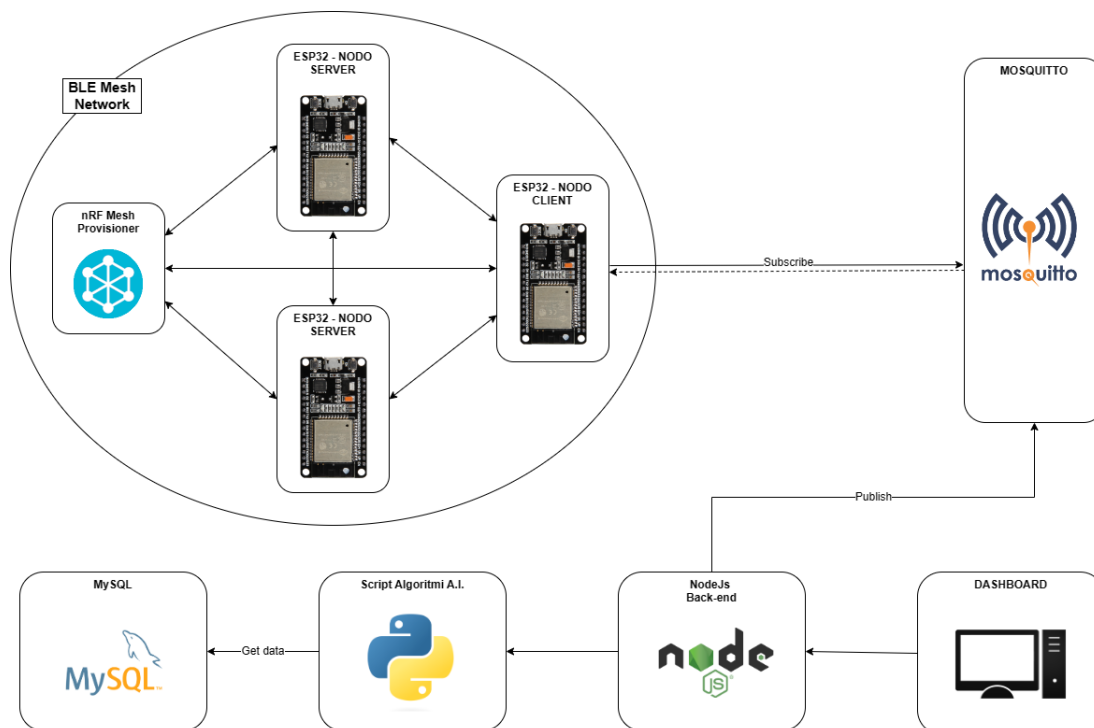 ESP32 - NODO
SERVER
BLE Mesh
Network
MOSQUITTO
ESP32 - NODO
CLIENT
nRF Mesh
Provisioner
Subscribe
mosquitto
ESP32 - NODO
SERVER
Publish
MySQL
Script Algoritmi A.I.
NodeJs
Back-end
DASHBOARD
Get data
MySQL
node
JS